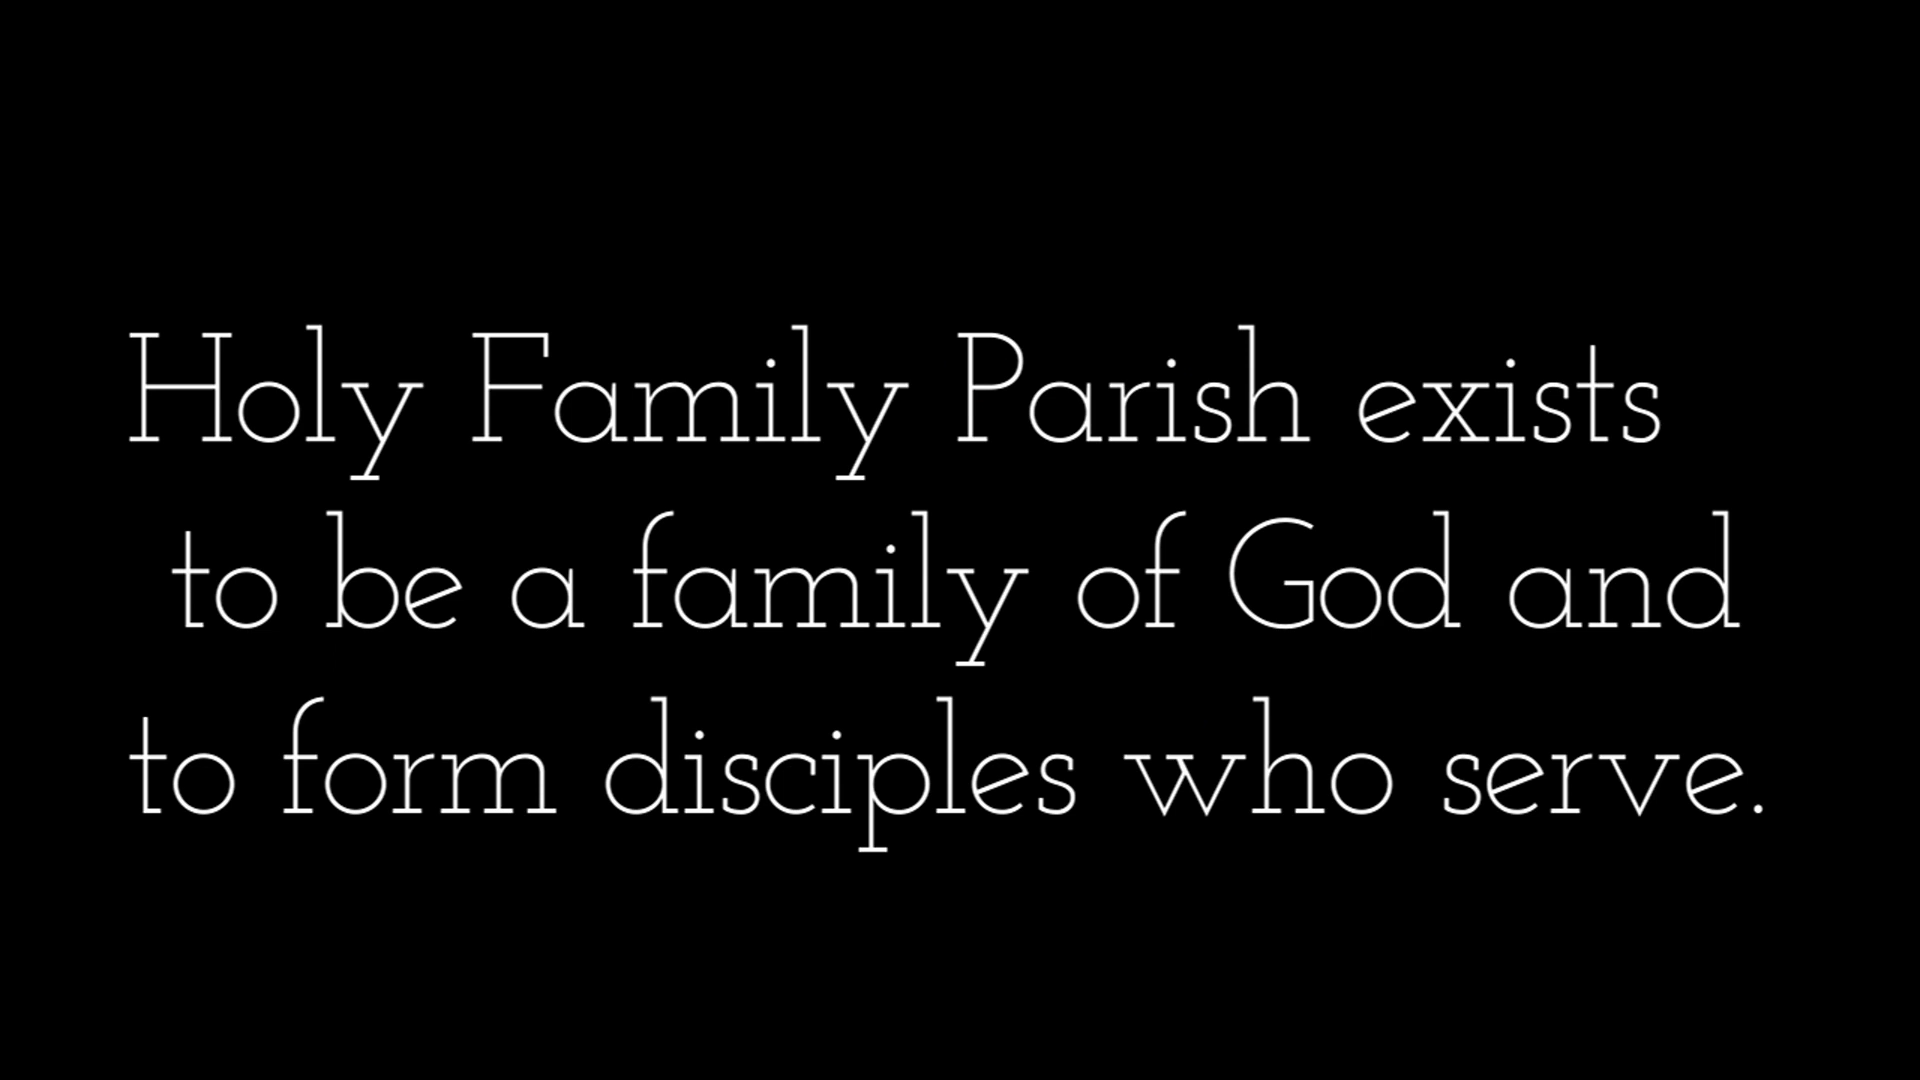 Holy Family Parish exists
to be a family of God and
to form disciples who serve.